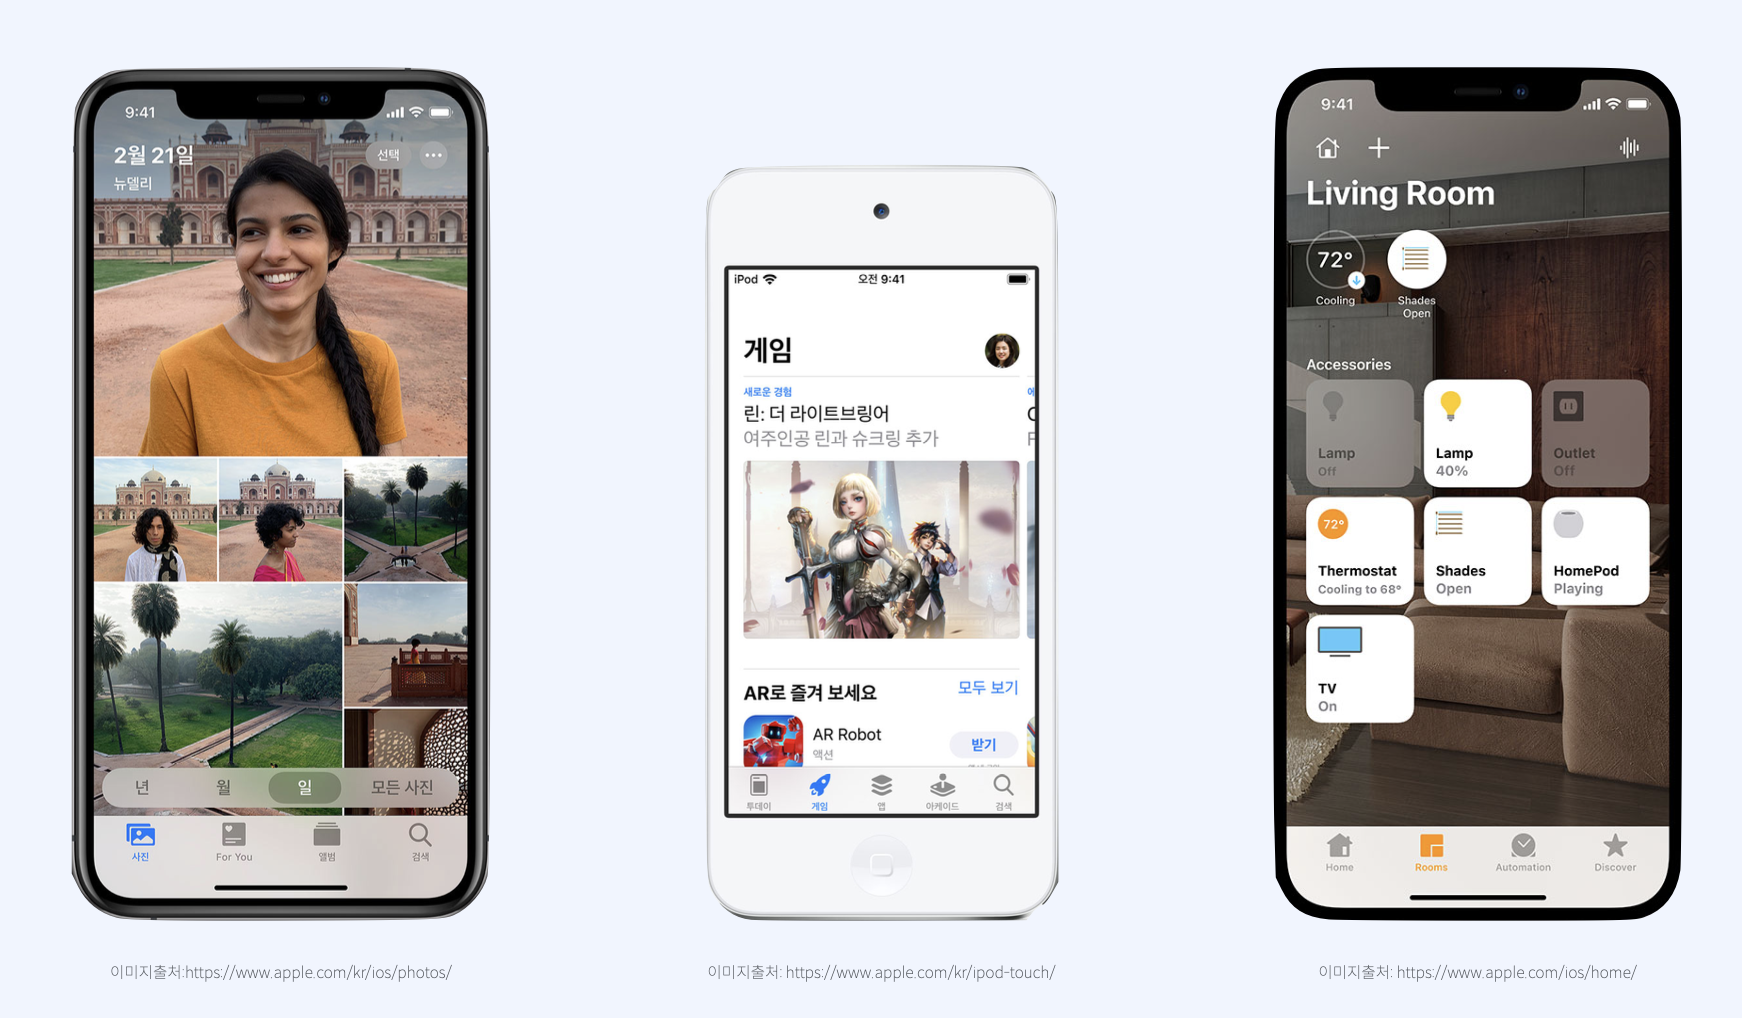 9:41
2월 21일
선택
뉴델리
년
월
일
모든 사진
사진
For You
앨범
검색
이미지출처:https://www.apple.com/kr/ios/photos/
iPod
오전 9:41
게임
새로운 경험
린: 더 라이트브링어
여주인공 린과 슈크링 추가
AR로 즐겨 보세요
모두 보기
AR Robot
액션
받기
투데이
게임
앱
아케이드
검색
이미지출처: https://www.apple.com/kr/ipod-touch/
9:41
Living Room
72°
Cooling
Shades
Open
Accessories
Lamp
Off
Lamp
40%
Outlet
Off
72°
Thermostat
Cooling to 68°
Shades
Open
HomePod
Playing
TV
On
Home
Rooms
Automation
Discover
이미지출처: https://www.apple.com/ios/home/